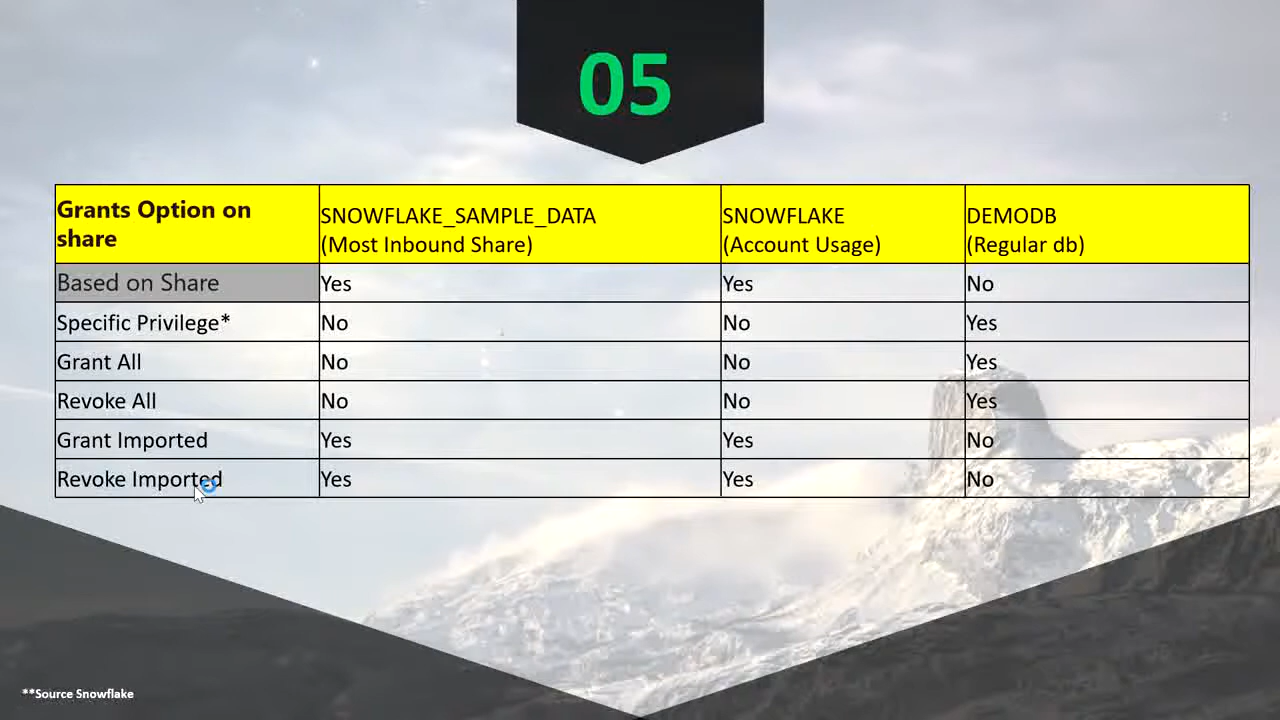 05
Grants Option on share | SNOWFLAKE_SAMPLE_DATA (Most Inbound Share) | SNOWFLAKE (Account Usage) | DEMODB (Regular db)
Based on Share | Yes | Yes | No
Specific Privilege* | No | No | Yes
Grant All | No | No | Yes
Revoke All | No | No | Yes
Grant Imported | Yes | Yes | No
Revoke Imported | Yes | Yes | No
**Source Snowflake